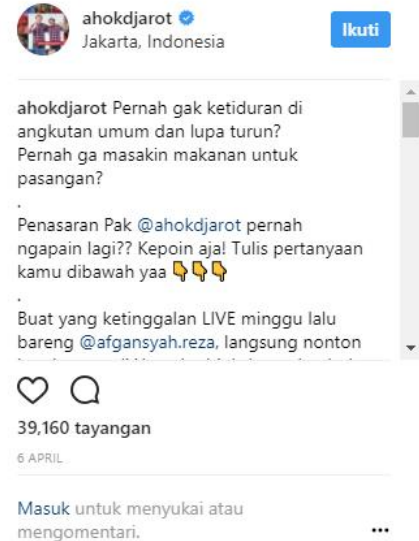 ahokdjarot
Jakarta, Indonesia
Ikuti
ahokdjarot Pernah gak ketiduran di
angkutan umum dan lupa turun?
Pernah ga masakin makanan untuk
pasangan?
.
Penasaran Pak @ahokdjarot pernah
ngapain lagi?? Kepoin aja! Tulis pertanyaan
kamu dibawah yaa 👇👇👇
.
Buat yang ketinggalan LIVE minggu lalu
bareng @afgansyah.reza, langsung nonton
39,160 tayangan
6 APRIL
Masuk untuk menyukai atau
mengomentari.